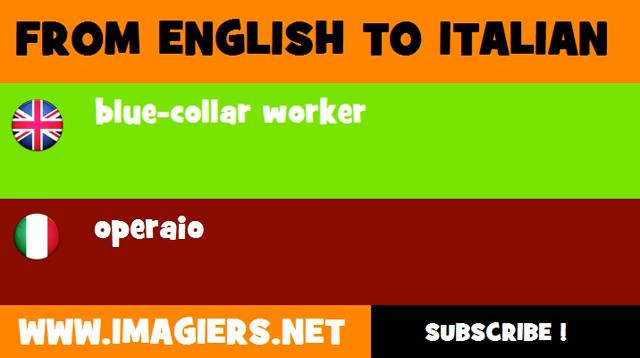 FROM ENGLISH TO ITALIAN
blue-collar worker
operaio
WWW.IMAGIERS.NET
SUBSCRIBE !